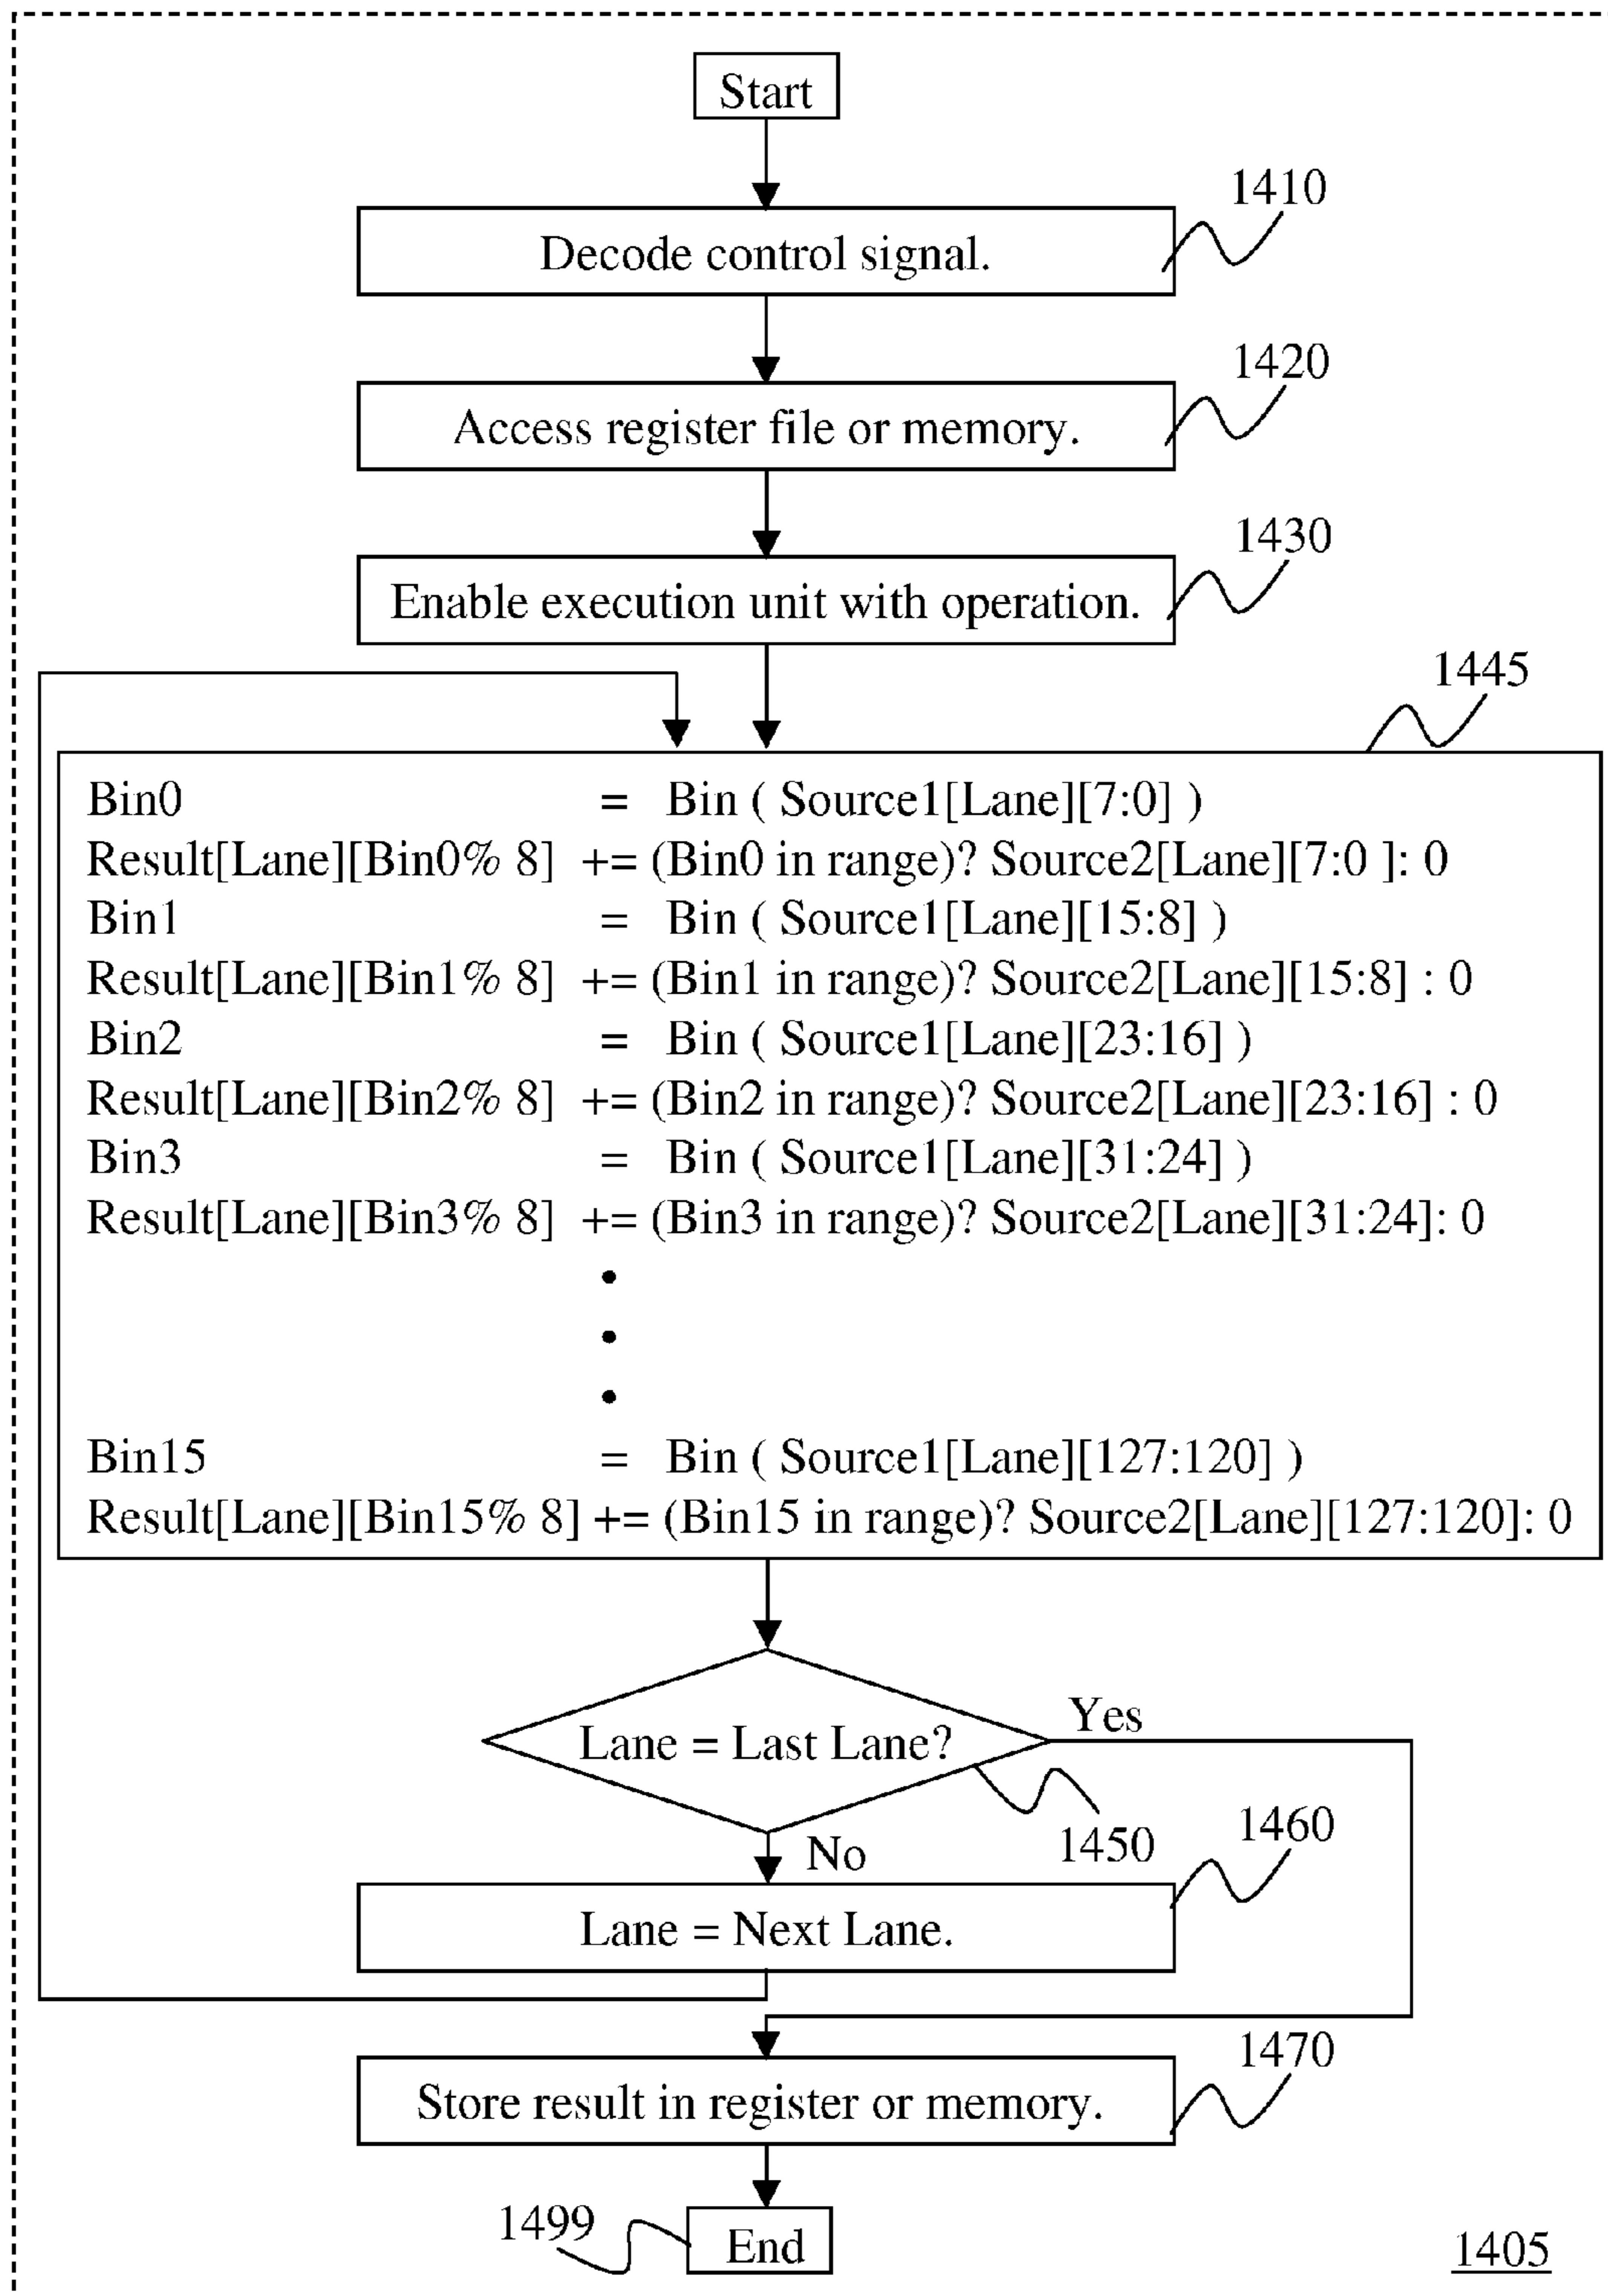 Start
1410
Decode control signal.
1420
Access register file or memory.
1430
Enable execution unit with operation.
1445
Bin0 = Bin ( Source1[Lane][7:0] )
Result[Lane][Bin0% 8] += (Bin0 in range)? Source2[Lane][7:0 ]: 0
Bin1 = Bin ( Source1[Lane][15:8] )
Result[Lane][Bin1% 8] += (Bin1 in range)? Source2[Lane][15:8] : 0
Bin2 = Bin ( Source1[Lane][23:16] )
Result[Lane][Bin2% 8] += (Bin2 in range)? Source2[Lane][23:16] : 0
Bin3 = Bin ( Source1[Lane][31:24] )
Result[Lane][Bin3% 8] += (Bin3 in range)? Source2[Lane][31:24]: 0
•
•
•
Bin15 = Bin ( Source1[Lane][127:120] )
Result[Lane][Bin15% 8] += (Bin15 in range)? Source2[Lane][127:120]: 0
Lane = Last Lane?
Yes
1450
No
1460
Lane = Next Lane.
1470
Store result in register or memory.
1499
End
1405